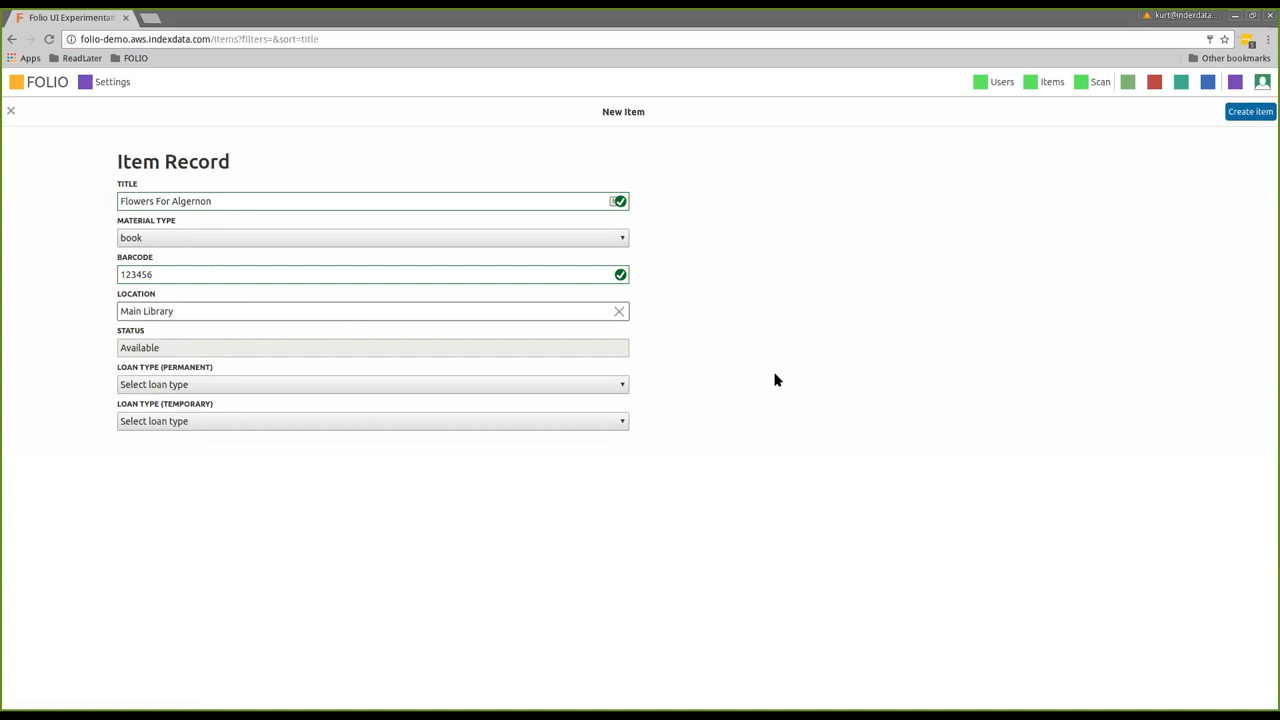 Folio UI Experimentati
kurt@indexdata...
folio-demo.aws.indexdata.com/items?filters=&sort=title
Apps ReadLater FOLIO Other bookmarks
FOLIO Settings Users Items Scan
New Item Create item
Item Record
TITLE
Flowers For Algernon
MATERIAL TYPE
book
BARCODE
123456
LOCATION
Main Library
STATUS
Available
LOAN TYPE (PERMANENT)
Select loan type
LOAN TYPE (TEMPORARY)
Select loan type